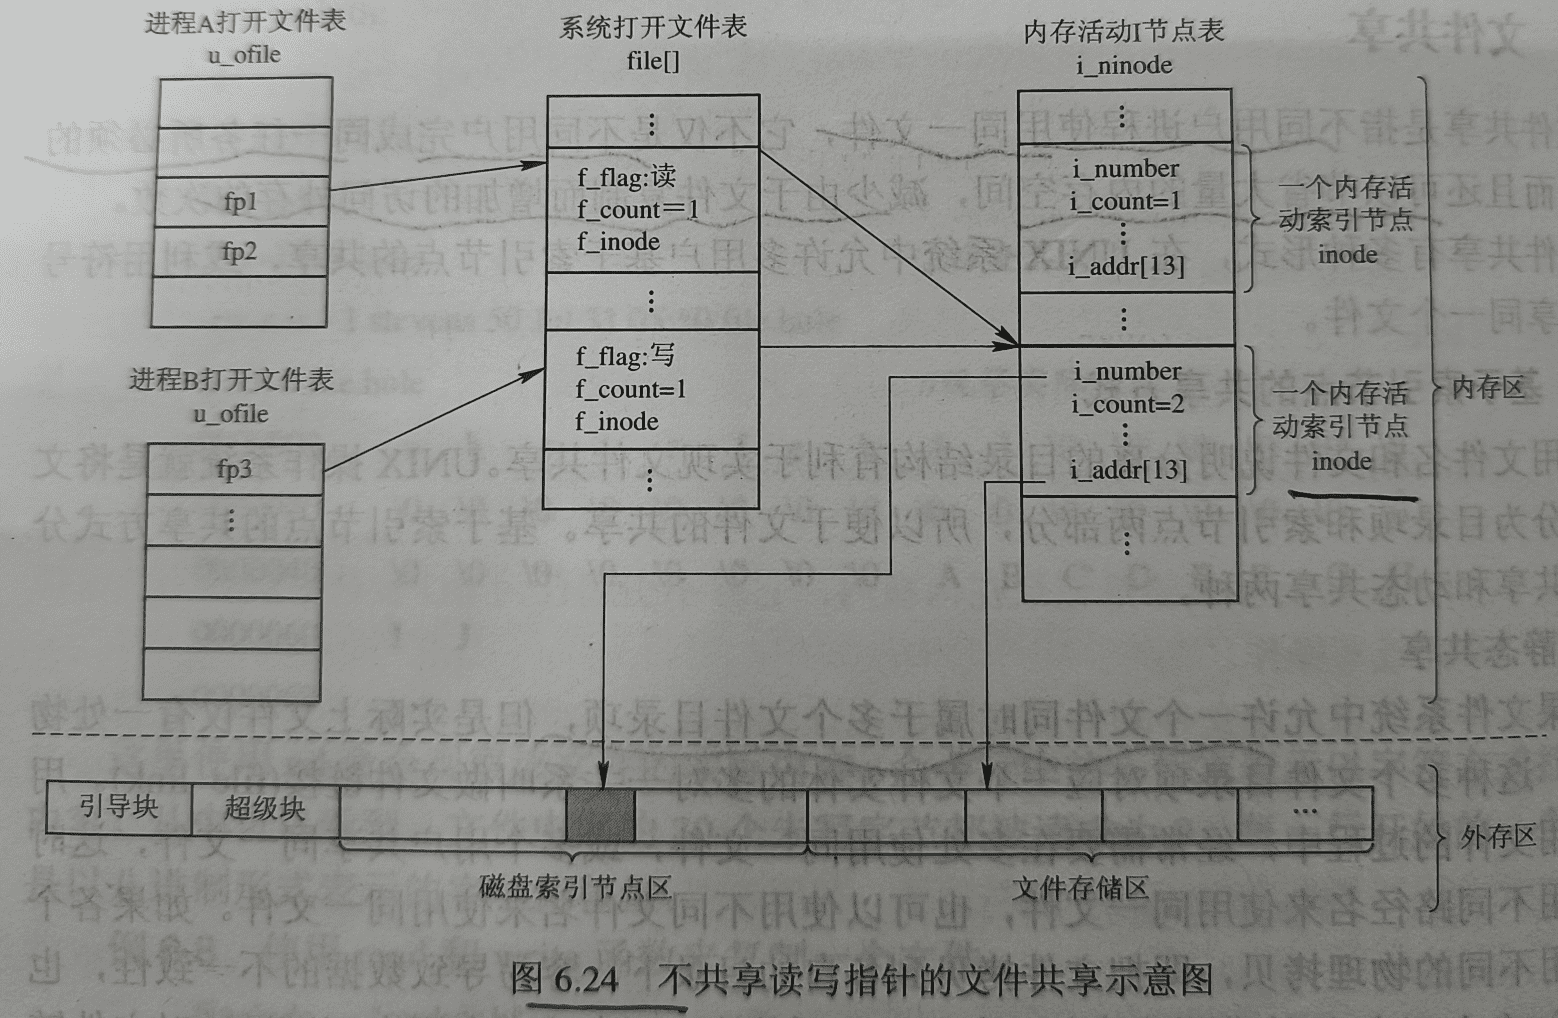 进程A打开文件表
u_ofile
fp1
fp2
进程B打开文件表
u_ofile
fp3
⋮
系统打开文件表
file[]
⋮
f_flag:读
f_count=1
f_inode
⋮
f_flag:写
f_count=1
f_inode
⋮
内存活动I节点表
i_ninode
⋮
i_number
i_count=1
⋮
i_addr[13]
⋮
i_number
i_count=2
⋮
i_addr[13]
⋮
一个内存活
动索引节点
inode
一个内存活
动索引节点
inode
内存区
引导块
超级块
…
磁盘索引节点区
文件存储区
外存区
图 6.24 不共享读写指针的文件共享示意图